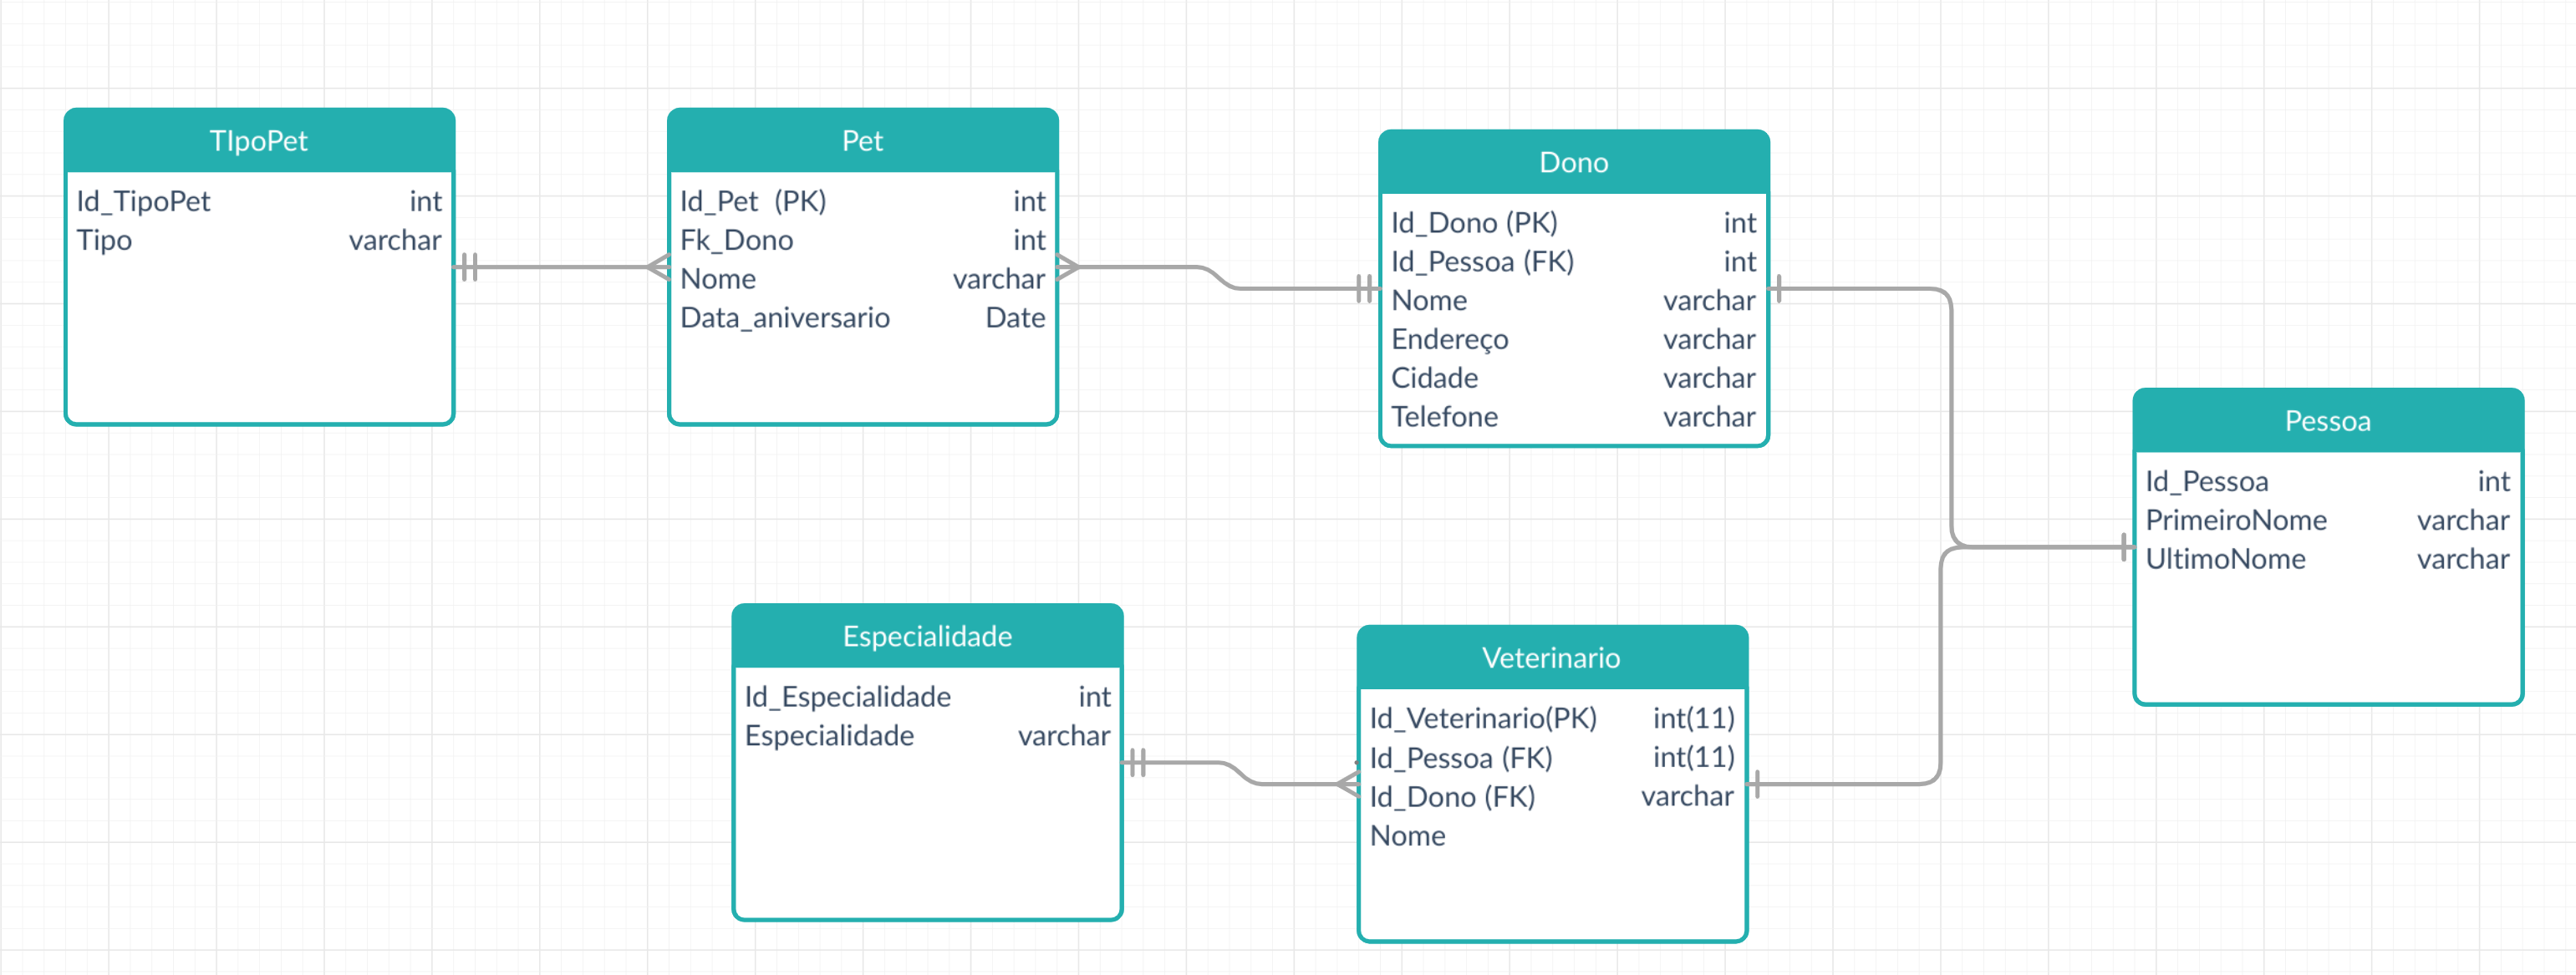 TIpoPet
Id_TipoPet int
Tipo varchar
Pet
Id_Pet (PK) int
Fk_Dono int
Nome varchar
Data_aniversario Date
Dono
Id_Dono (PK) int
Id_Pessoa (FK) int
Nome varchar
Endereço varchar
Cidade varchar
Telefone varchar
Pessoa
Id_Pessoa int
PrimeiroNome varchar
UltimoNome varchar
Especialidade
Id_Especialidade int
Especialidade varchar
Veterinario
Id_Veterinario(PK) int(11)
Id_Pessoa (FK) int(11)
Id_Dono (FK) varchar
Nome